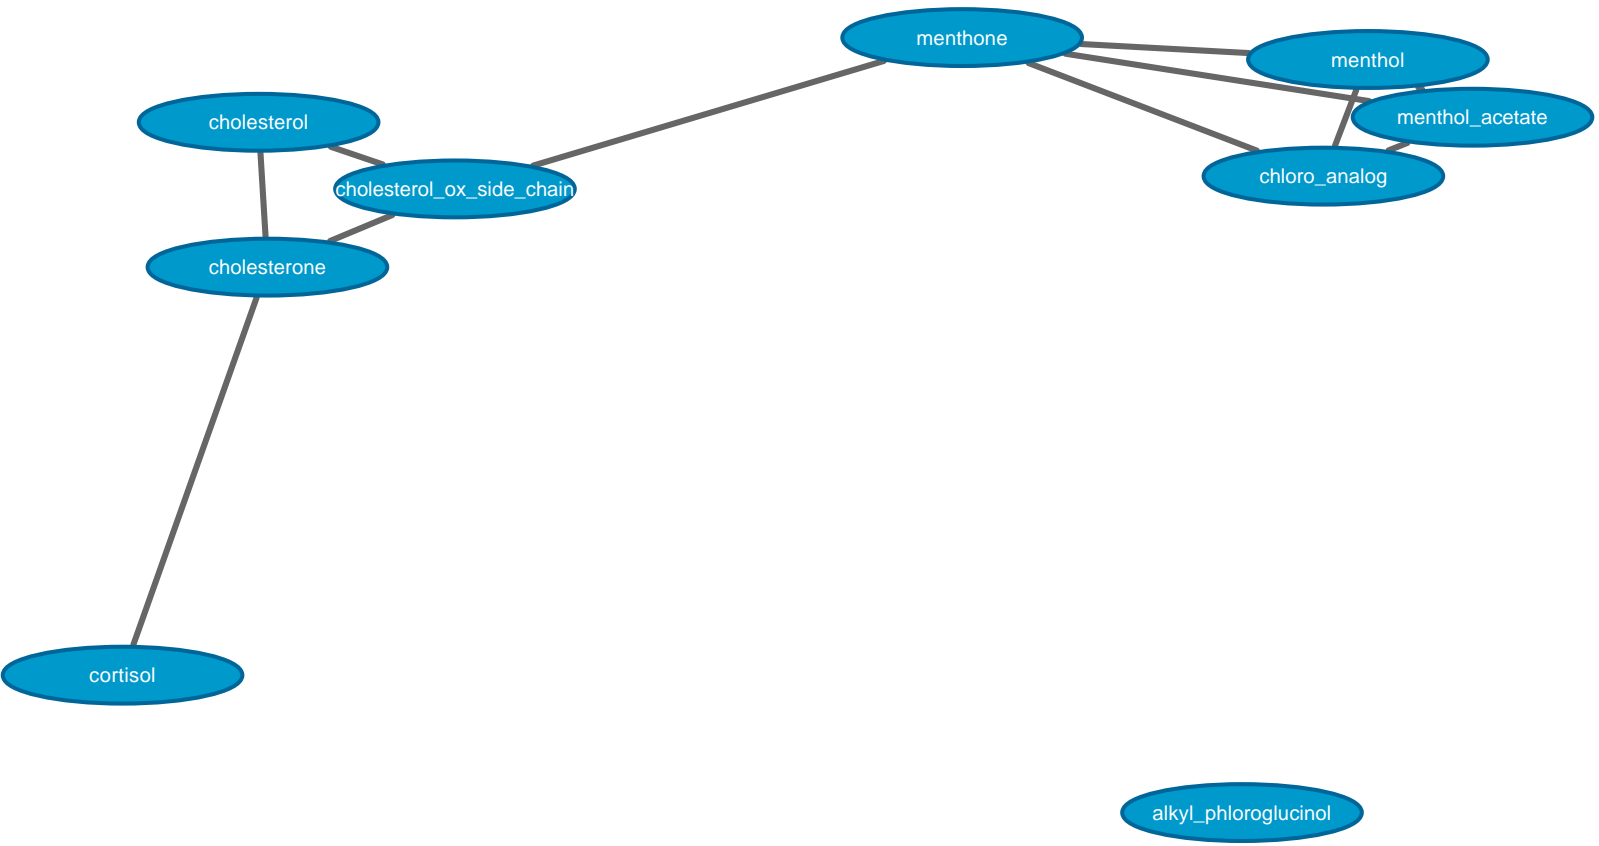 menthone
menthol
menthol_acetate
cholesterol
chloro_analog
cholesterol_ox_side_chain
cholesterone
cortisol
alkyl_phloroglucinol